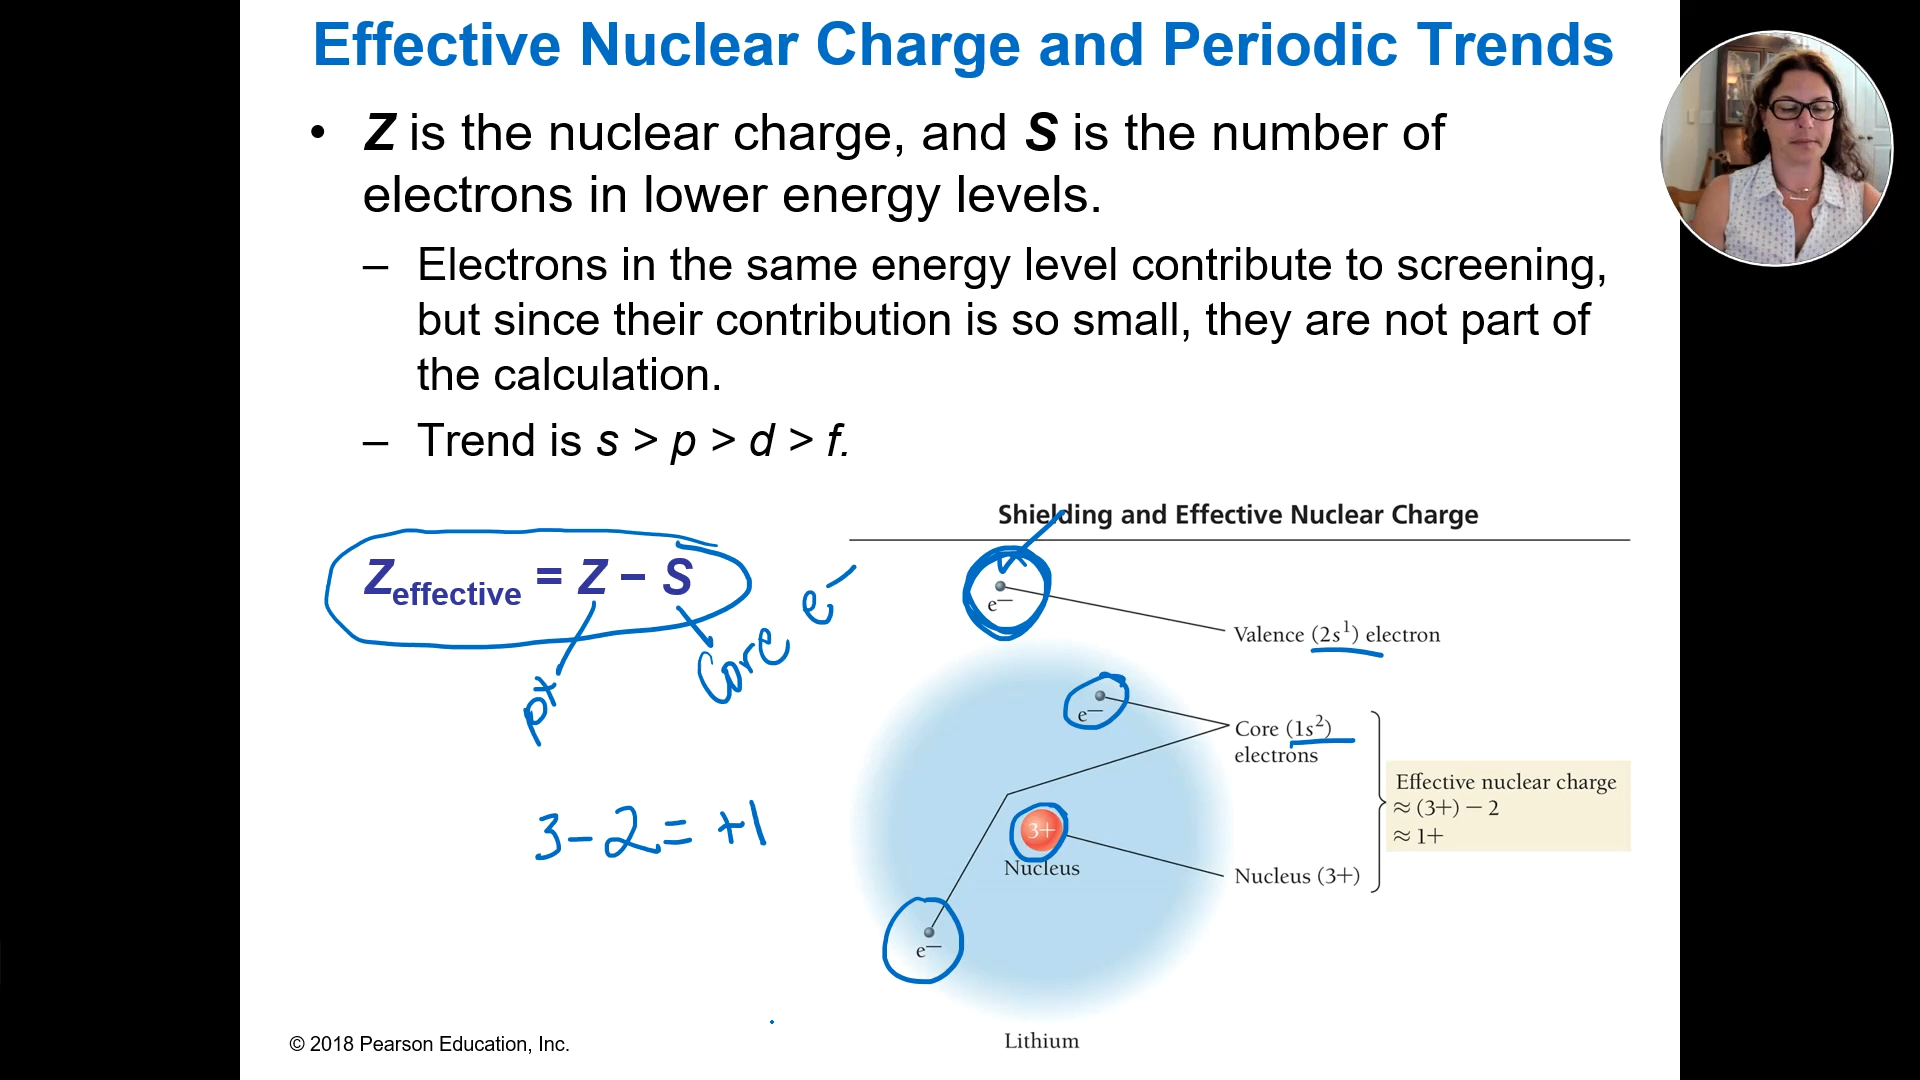 Effective Nuclear Charge and Periodic Trends
• Z is the nuclear charge, and S is the number of
electrons in lower energy levels.
– Electrons in the same energy level contribute to screening,
but since their contribution is so small, they are not part of
the calculation.
– Trend is s > p > d > f.
Zeffective = Z – S
p+
Core e–
3-2= +1
Shielding and Effective Nuclear Charge
e–
Valence (2s¹) electron
e–
Core (1s²)
electrons
Effective nuclear charge
≈ (3+) – 2
≈ 1+
3+
Nucleus
Nucleus (3+)
e–
Lithium
© 2018 Pearson Education, Inc.